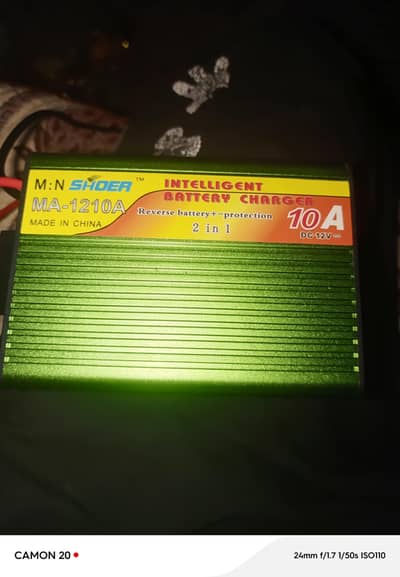 M:N SHOER™
MA-1210A
MADE IN CHINA
INTELLIGENT
BATTERY CHARGER
Reverse battery+-protection
2 in 1
10A
DC 12V
CAMON 20
24mm f/1.7 1/50s ISO110